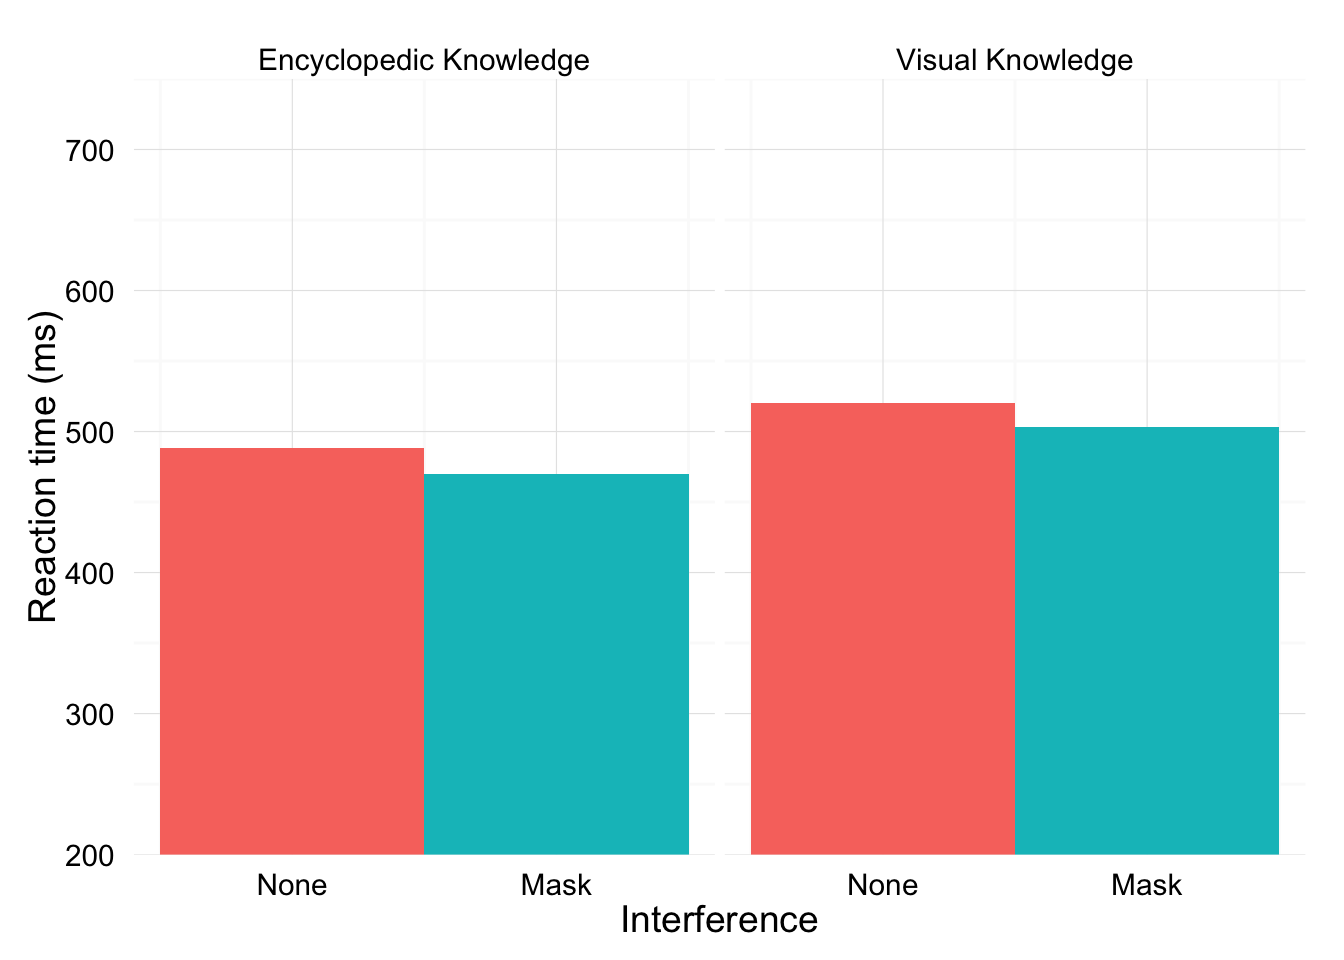 Encyclopedic Knowledge
Visual Knowledge
Reaction time (ms)
700
600
500
400
300
200
None
Mask
None
Mask
Interference